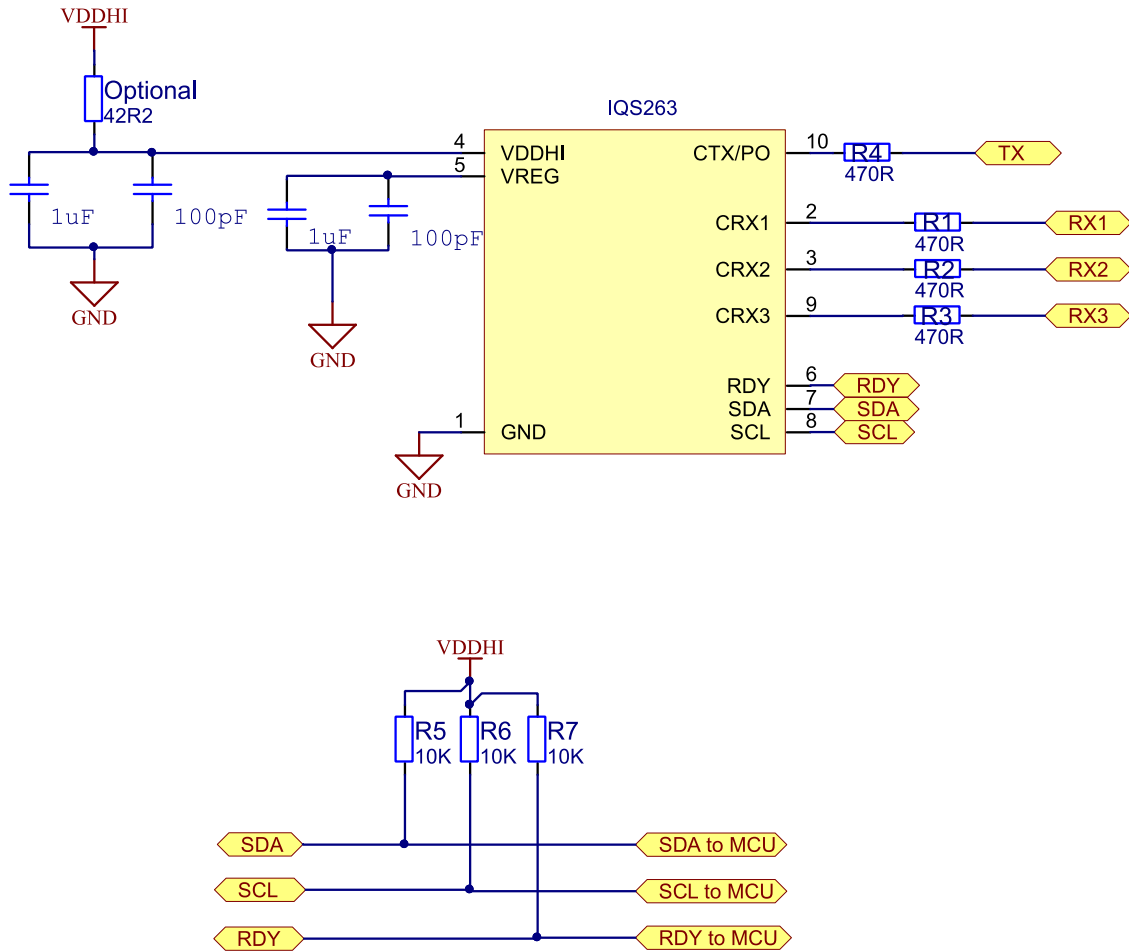 VDDHI
Optional
42R2
1uF
100pF
GND
1uF
100pF
GND
IQS263
4
VDDHI
5
VREG
1
GND
GND
CTX/PO
10
R4
470R
TX
CRX1
2
R1
470R
RX1
CRX2
3
R2
470R
RX2
CRX3
9
R3
470R
RX3
RDY
6
RDY
SDA
7
SDA
SCL
8
SCL
VDDHI
R5
10K
R6
10K
R7
10K
SDA
SDA to MCU
SCL
SCL to MCU
RDY
RDY to MCU